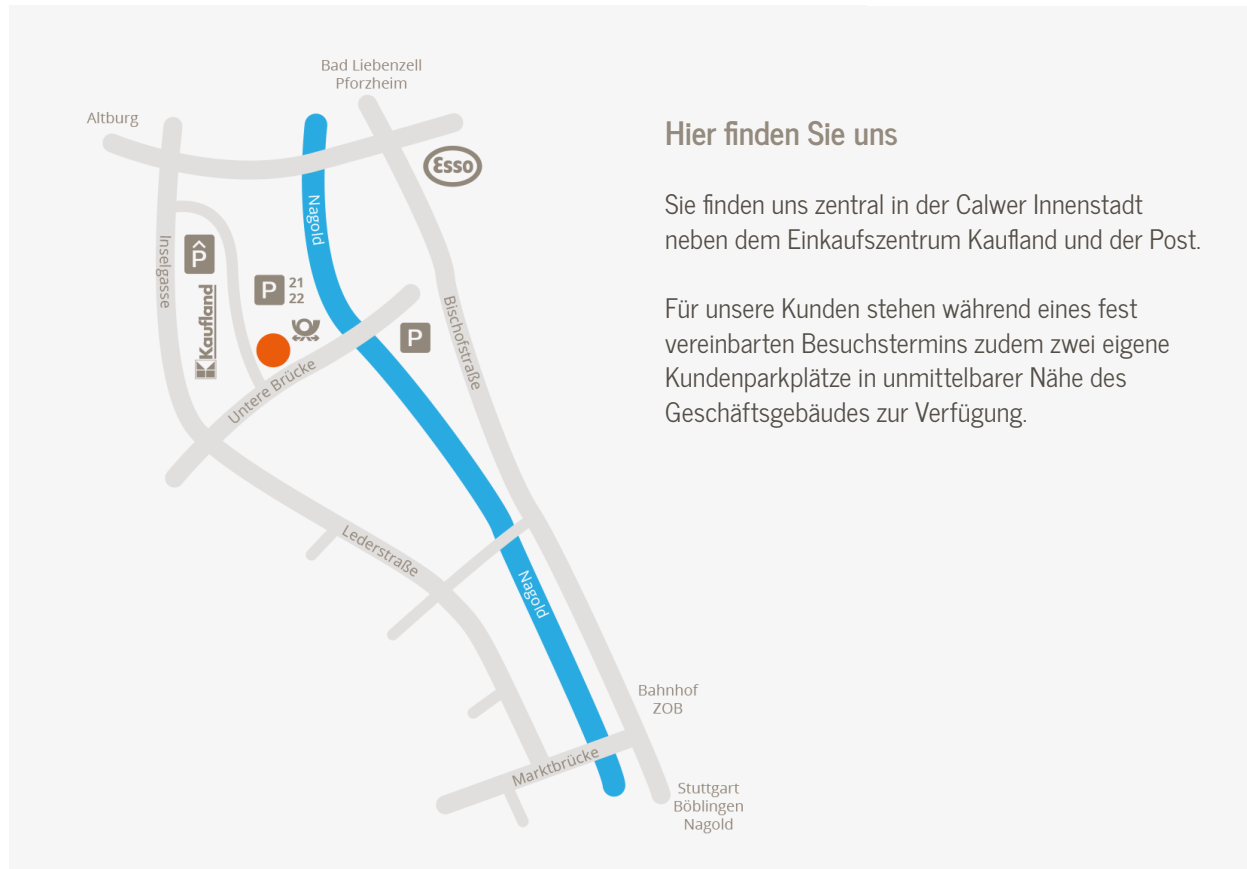 Bad Liebenzell
Pforzheim
Altburg
Esso
Nagold
Inselgasse
P
Kaufland
P
21
22
P
Bischofstraße
Untere Brücke
Lederstraße
Nagold
Bahnhof
ZOB
Marktbrücke
Stuttgart
Böblingen
Nagold
Hier finden Sie uns
Sie finden uns zentral in der Calwer Innenstadt
neben dem Einkaufszentrum Kaufland und der Post.
Für unsere Kunden stehen während eines fest
vereinbarten Besuchstermins zudem zwei eigene
Kundenparkplätze in unmittelbarer Nähe des
Geschäftsgebäudes zur Verfügung.